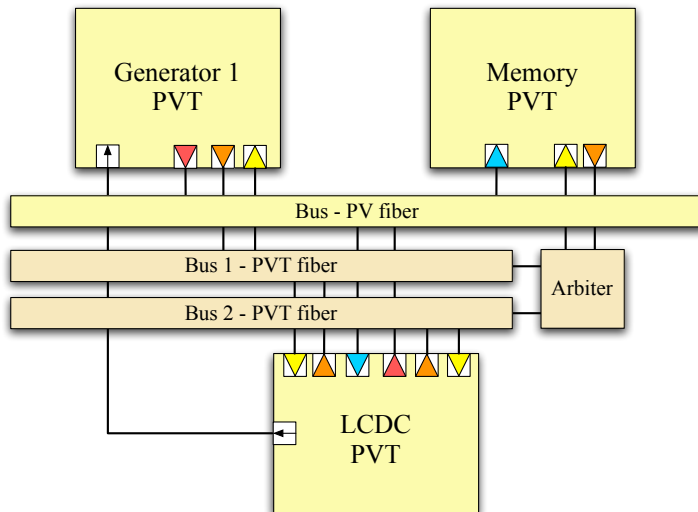 Generator 1
PVT
Memory
PVT
Bus - PV fiber
Bus 1 - PVT fiber
Arbiter
Bus 2 - PVT fiber
LCDC
PVT